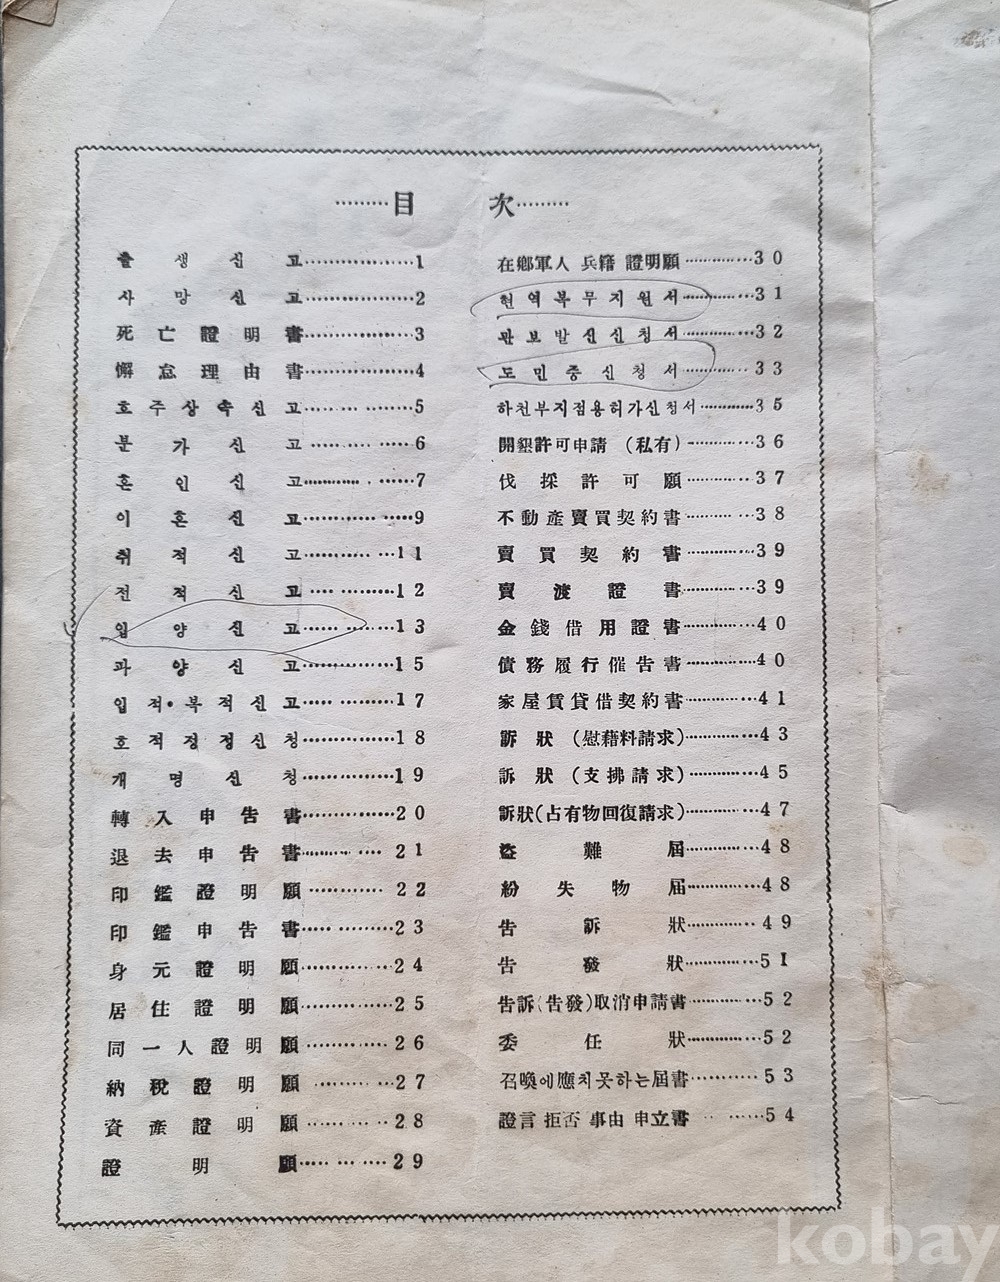 ………目 次………
출 생 신 고………………1
사 망 신 고………………2
死 亡 證 明 書………………3
懈 怠 理 由 書………………4
호 주 상 속 신 고………………5
분 가 신 고………………6
혼 인 신 고………………7
이 혼 신 고………………9
취 적 신 고………………11
전 적 신 고………………12
입 양 신 고………………13
파 양 신 고………………15
입 적·복 적 신 고………………17
호 적 정 정 신 청………………18
개 명 신 청………………19
轉 入 申 告 書………………20
退 去 申 告 書………………21
印 鑑 證 明 願………………22
印 鑑 申 告 書………………23
身 元 證 明 願………………24
居 住 證 明 願………………25
同 一 人 證 明 願………………26
納 稅 證 明 願………………27
資 產 證 明 願………………28
證 明 願………………29
在鄕軍人 兵籍 證明願…………30
현 역 복 무 지 원 서…………31
관 보 발 신 신 청 서…………32
도 민 증 신 청 서…………33
하천부지점용허가신청서…………35
開墾許可申請 (私有)…………36
伐 採 許 可 願…………37
不動產賣買契約書…………38
賣 買 契 約 書…………39
賣 渡 證 書…………39
金 錢 借 用 證 書…………40
債務履行催告書…………40
家屋賃貸借契約書…………41
訴 狀 (慰藉料請求)…………43
訴 狀 (支拂請求)…………45
訴狀(占有物回復請求)…………47
盜 難 屆…………48
紛 失 物 届…………48
告 訴 狀…………49
告 發 狀…………51
告訴(告發)取消申請書…………52
委 任 狀…………52
召喚에應치못하는屆書…………53
證言 拒否 事由 申立書…………54
kobay